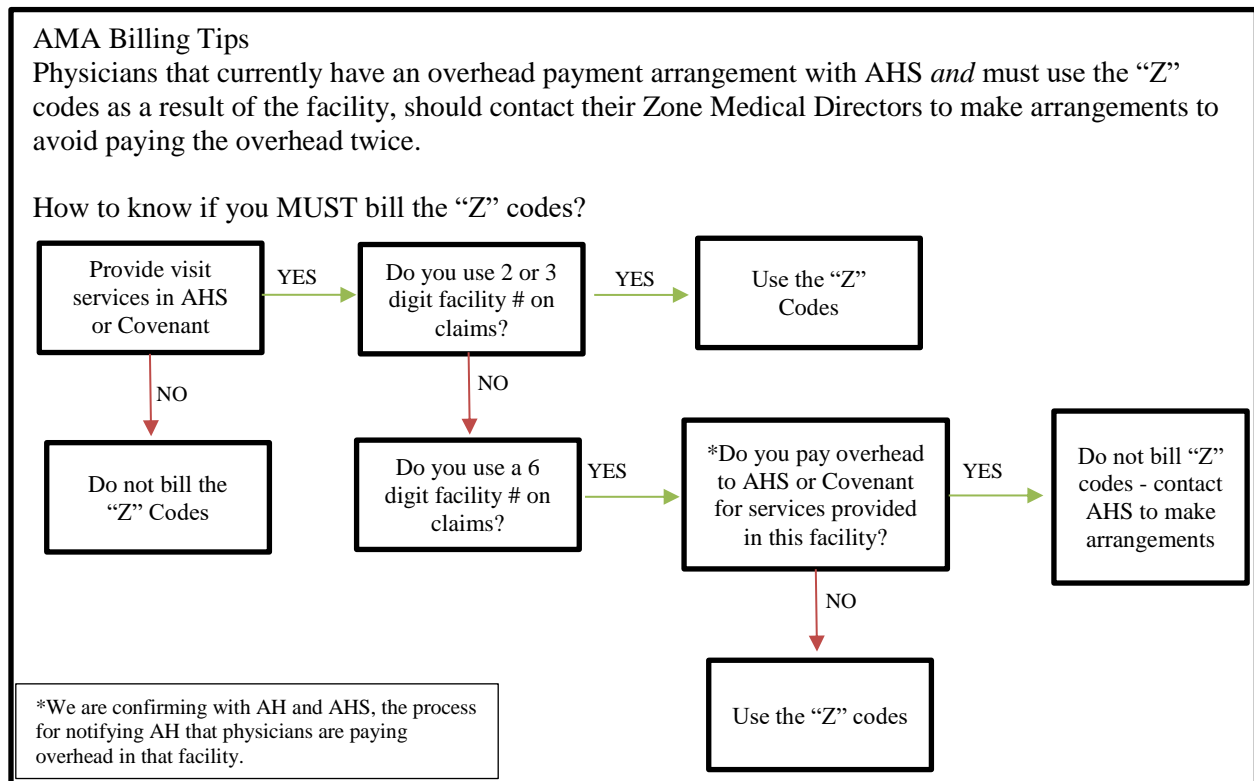 AMA Billing Tips
Physicians that currently have an overhead payment arrangement with AHS and must use the “Z”
codes as a result of the facility, should contact their Zone Medical Directors to make arrangements to
avoid paying the overhead twice.
How to know if you MUST bill the “Z” codes?
Provide visit
services in AHS
or Covenant
YES
Do you use 2 or 3
digit facility # on
claims?
YES
Use the “Z”
Codes
NO
NO
Do not bill the
“Z” Codes
Do you use a 6
digit facility # on
claims?
YES
*Do you pay overhead
to AHS or Covenant
for services provided
in this facility?
YES
Do not bill “Z”
codes - contact
AHS to make
arrangements
NO
Use the “Z” codes
*We are confirming with AH and AHS, the process
for notifying AH that physicians are paying
overhead in that facility.